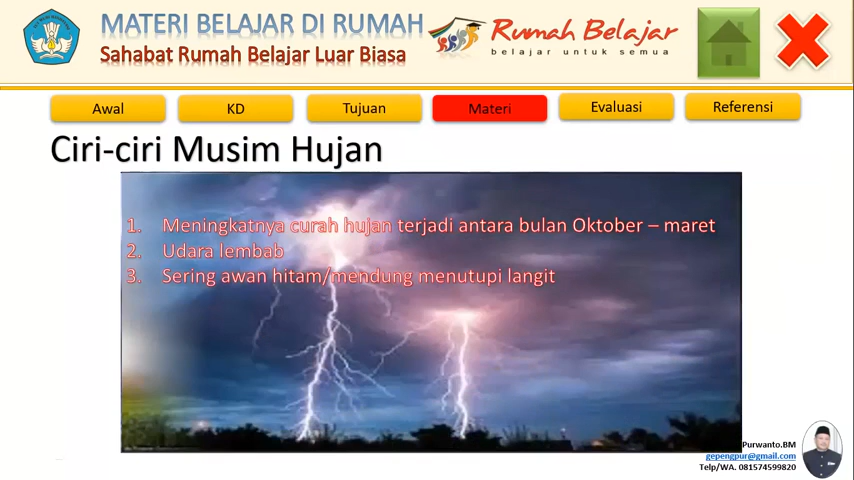 MATERI BELAJAR DI RUMAH
Sahabat Rumah Belajar Luar Biasa
Rumah Belajar
belajar untuk semua
Awal
KD
Tujuan
Materi
Evaluasi
Referensi
Ciri-ciri Musim Hujan
1. Meningkatnya curah hujan terjadi antara bulan Oktober – maret
2. Udara lembab
3. Sering awan hitam/mendung menutupi langit
Purwanto.BM
gepengpur@gmail.com
Telp/WA. 081574599820